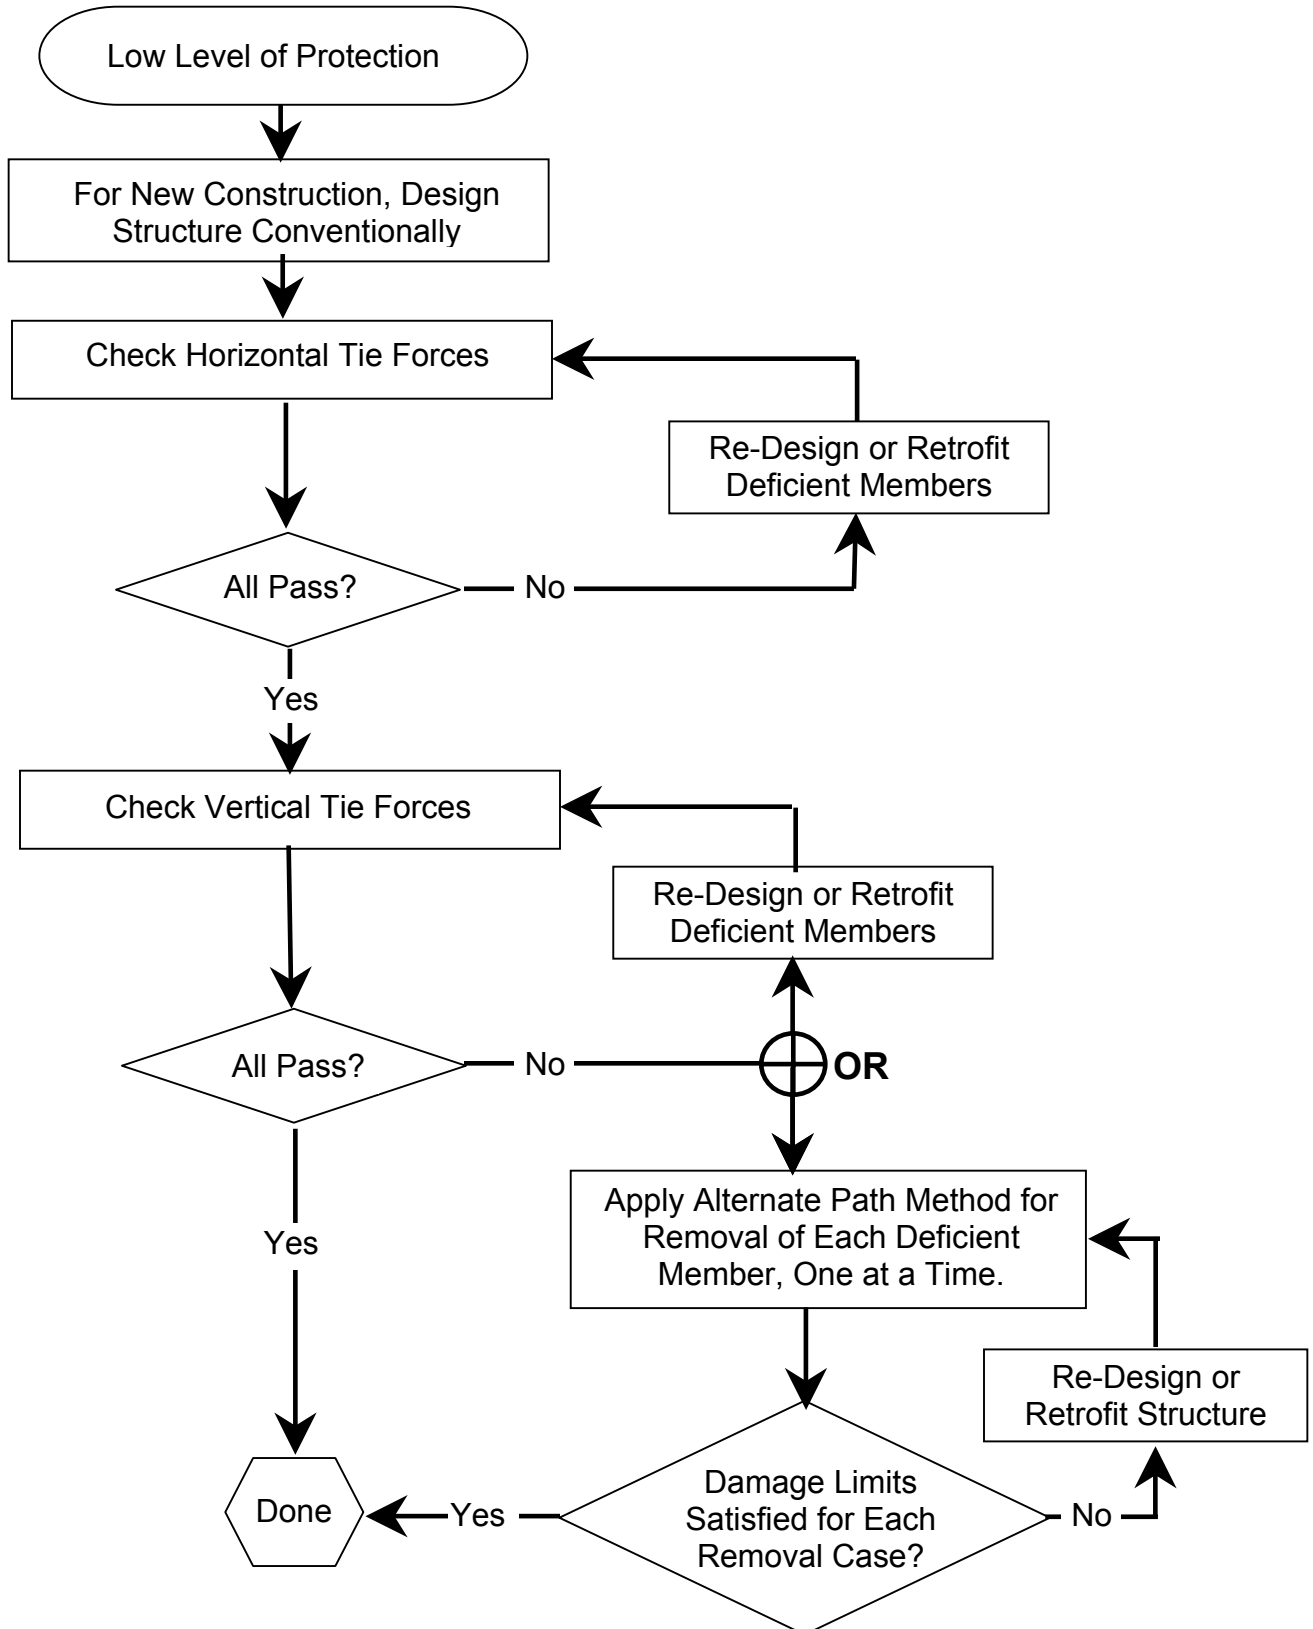 Low Level of Protection
For New Construction, Design
Structure Conventionally
Check Horizontal Tie Forces
Re-Design or Retrofit
Deficient Members
All Pass?
No
Yes
Check Vertical Tie Forces
Re-Design or Retrofit
Deficient Members
All Pass?
No
OR
Apply Alternate Path Method for
Removal of Each Deficient
Member, One at a Time.
Yes
Re-Design or
Retrofit Structure
Damage Limits
Satisfied for Each
Removal Case?
No
Yes
Done